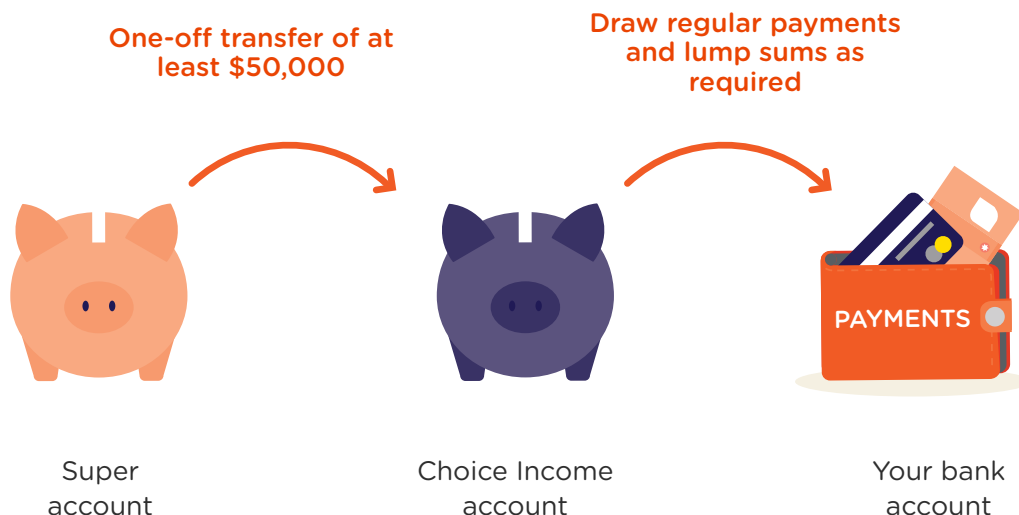 One-off transfer of at
least $50,000
Draw regular payments
and lump sums as
required
PAYMENTS
Super
account
Choice Income
account
Your bank
account